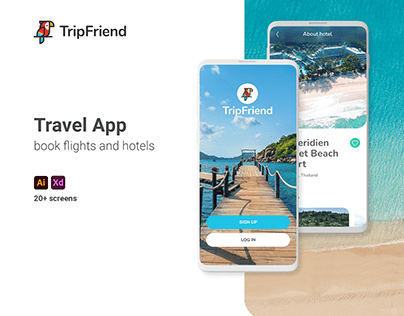 TripFriend
Travel App
book flights and hotels
Ai Xd
20+ screens
TripFriend
SIGN UP
LOG IN
About hotel
eridien
et Beach
rt
, Thailand